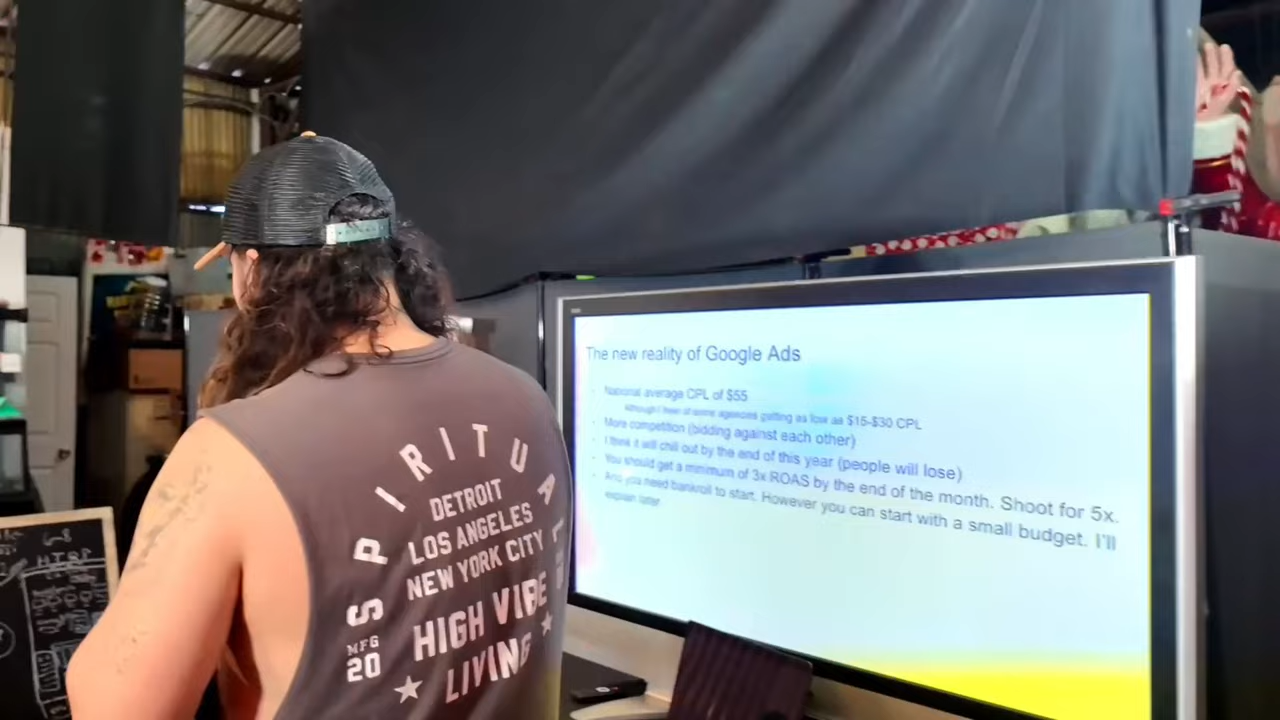 The new reality of Google Ads
National average CPL of $55
Although I hear of some agencies getting as low as $15-$30 CPL
More competition (bidding against each other)
I think it will chill out by the end of this year (people will lose)
You should get a minimum of 3x ROAS by the end of the month. Shoot for 5x.
And you need bankroll to start. However you can start with a small budget. I'll
explain later
SPIRITUAL
DETROIT
LOS ANGELES
NEW YORK CITY
HIGH VIBE
LIVING
MFG
20